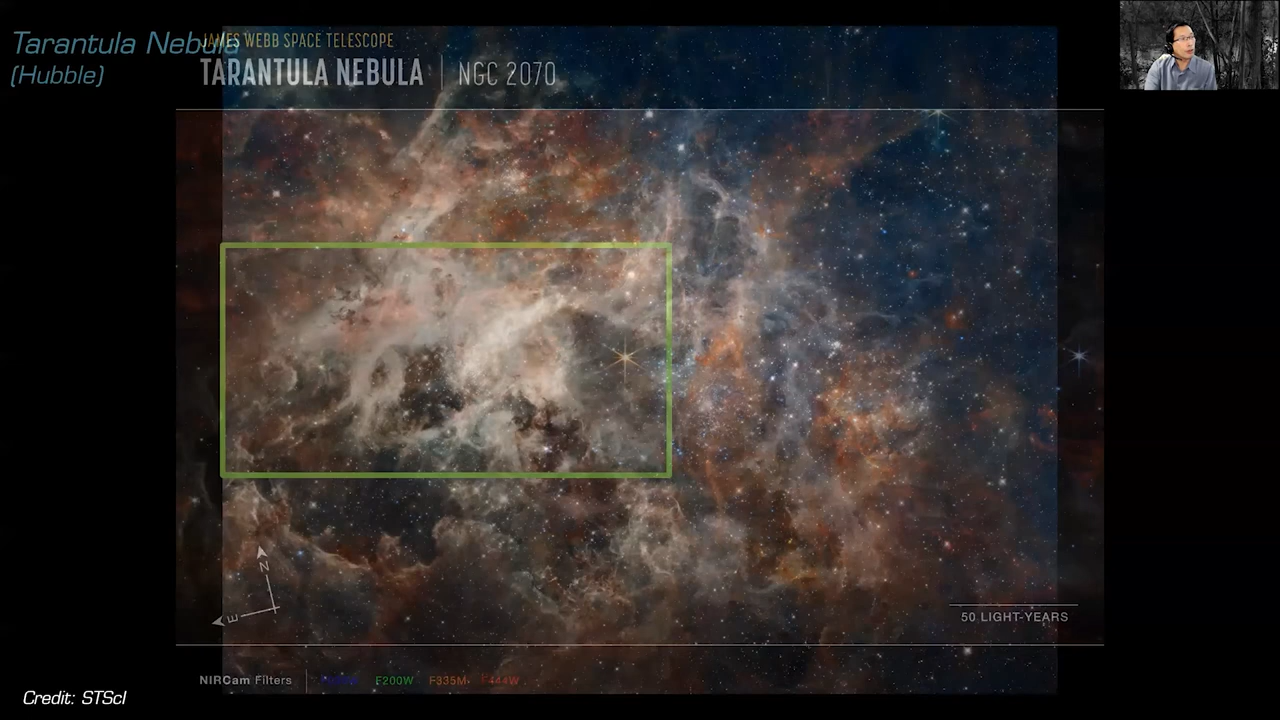 Tarantula Nebula
(Hubble)
JAMES WEBB SPACE TELESCOPE
TARANTULA NEBULA | NGC 2070
N
E
50 LIGHT-YEARS
NIRCam Filters | F200W F335M F444W
Credit: STScI